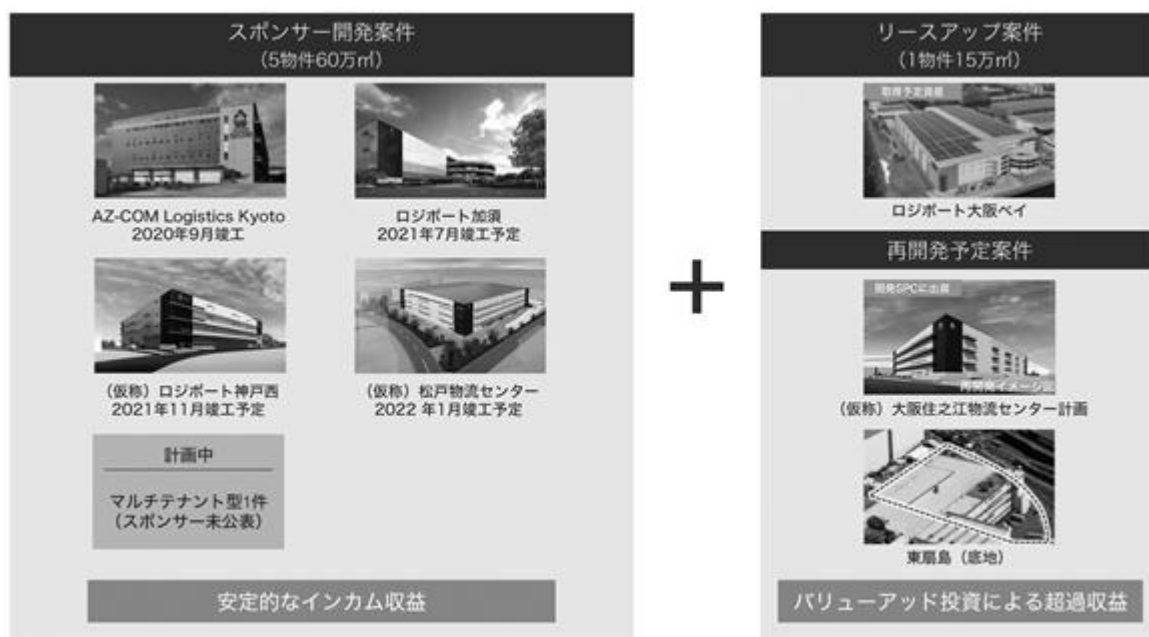 スポンサー開発案件
(5物件60万㎡)
AZ-COM Logistics Kyoto
2020年9月竣工
ロジポート加須
2021年7月竣工予定
(仮称)ロジポート神戸西
2021年11月竣工予定
(仮称)松戸物流センター
2022 年1月竣工予定
計画中
マルチテナント型1件
(スポンサー未公表)
安定的なインカム収益
+
リースアップ案件
(1物件15万㎡)
取得予定資産
ロジポート大阪ベイ
再開発予定案件
開発SPCに出資
再開発イメージ
(仮称)大阪住之江物流センター計画
東扇島(底地)
バリューアッド投資による超過収益